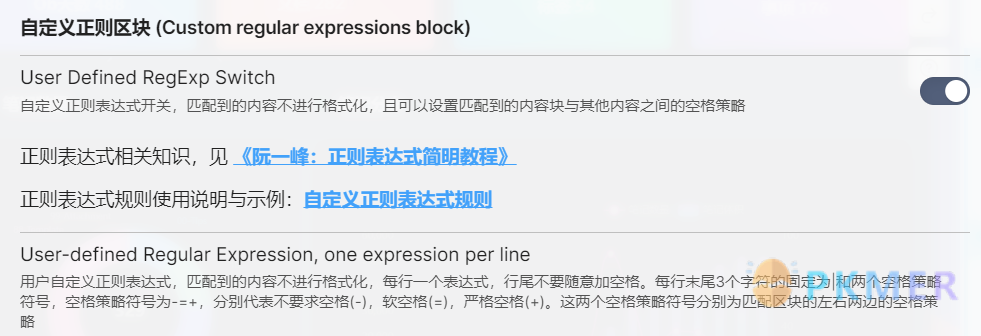 自定义正则区块 (Custom regular expressions block)
User Defined RegExp Switch
自定义正则表达式开关，匹配到的内容不进行格式化，且可以设置匹配到的内容块与其他内容之间的空格策略
正则表达式相关知识，见 《阮一峰：正则表达式简明教程》
正则表达式规则使用说明与示例：自定义正则表达式规则
User-defined Regular Expression, one expression per line
用户自定义正则表达式，匹配到的内容不进行格式化，每行一个表达式，行尾不要随意加空格。每行末尾3个字符的固定为|和两个空格策略
符号，空格策略符号为-=+，分别代表不要求空格(-)，软空格(=)，严格空格(+)。这两个空格策略符号分别为匹配区块的左右两边的空格策
略
PKMER